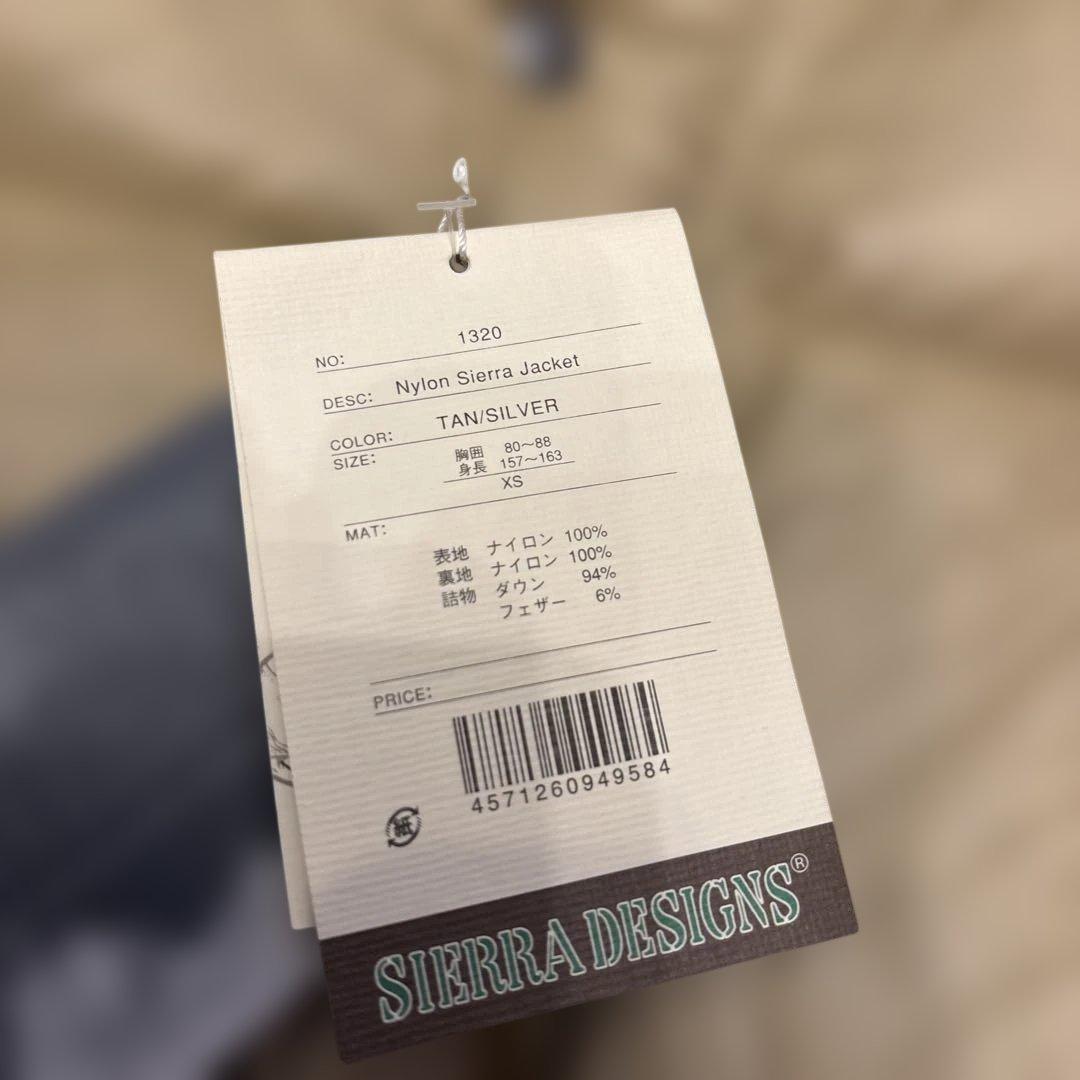 NO: 1320
DESC: Nylon Sierra Jacket
COLOR: TAN/SILVER
SIZE: 胸囲 80〜88
身長 157〜163
XS
MAT:
表地 ナイロン 100%
裏地 ナイロン 100%
詰物 ダウン 94%
フェザー 6%
PRICE:
4571260949584
紙
SIERRA DESIGNS®